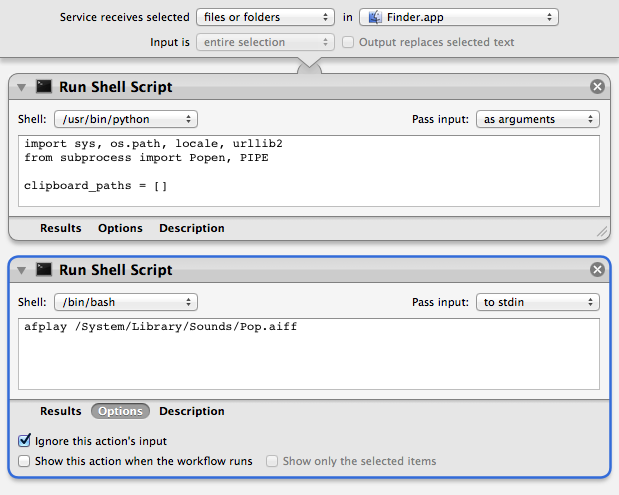 Service receives selected files or folders in Finder.app
Input is entire selection Output replaces selected text
Run Shell Script
Shell: /usr/bin/python Pass input: as arguments
import sys, os.path, locale, urllib2
from subprocess import Popen, PIPE
clipboard_paths = []
Results Options Description
Run Shell Script
Shell: /bin/bash Pass input: to stdin
afplay /System/Library/Sounds/Pop.aiff
Results Options Description
Ignore this action's input
Show this action when the workflow runs Show only the selected items